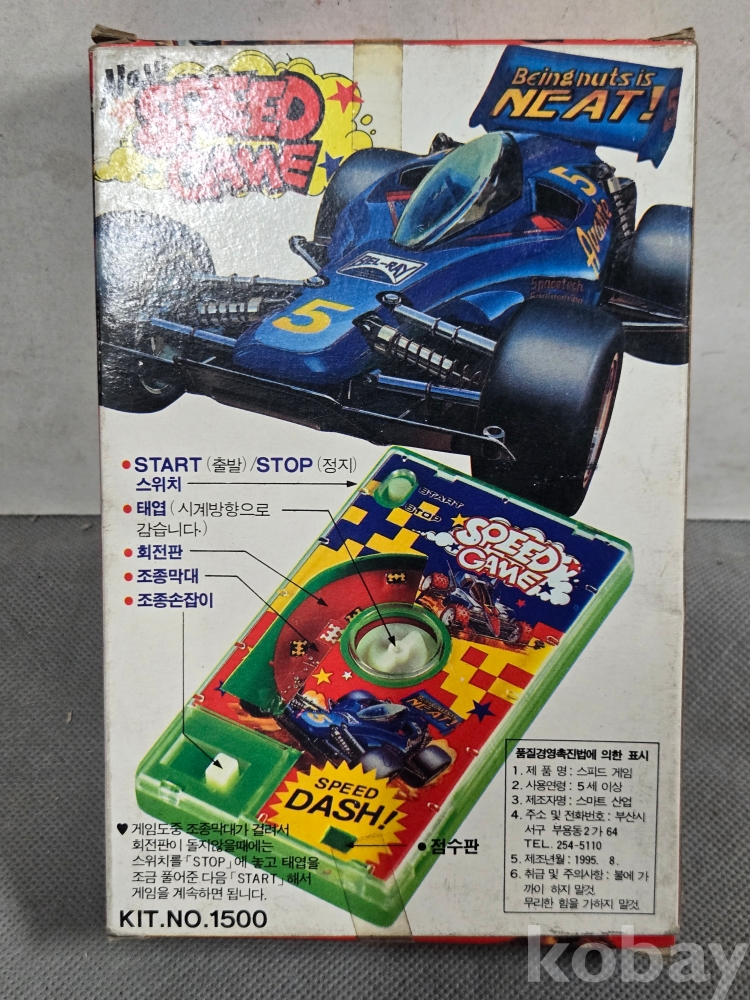 New
SPEED
GAME
Being nuts is
NEAT!
5
5
Avante
BEL-RAY
Spacetech
Engineering
5
• START (출발) /STOP (정지)
스위치
• 태엽 (시계방향으로
감습니다.)
• 회전판
• 조종막대
• 조종손잡이
START
STOP
SPEED
GAME
NEAT!
5
SPEED
DASH!
• 점수판
♥ 게임도중 조종막대가 걸려서
회전판이 돌지않을때에는
스위치를 「STOP」에 놓고 태엽을
조금 풀어준 다음 「START」해서
게임을 계속하면 됩니다.
KIT.NO.1500
품질경영촉진법에 의한 표시
1. 제 품 명 : 스피드 게임
2. 사용연령 : 5세 이상
3. 제조자명 : 스마트 산업
4. 주소 및 전화번호 : 부산시
서구 부용동2가 64
TEL. 254-5110
5. 제조년월 : 1995. 8.
6. 취급 및 주의사항 : 불에 가
까이 하지 말것.
무리한 힘을 가하지 말것.
kobay